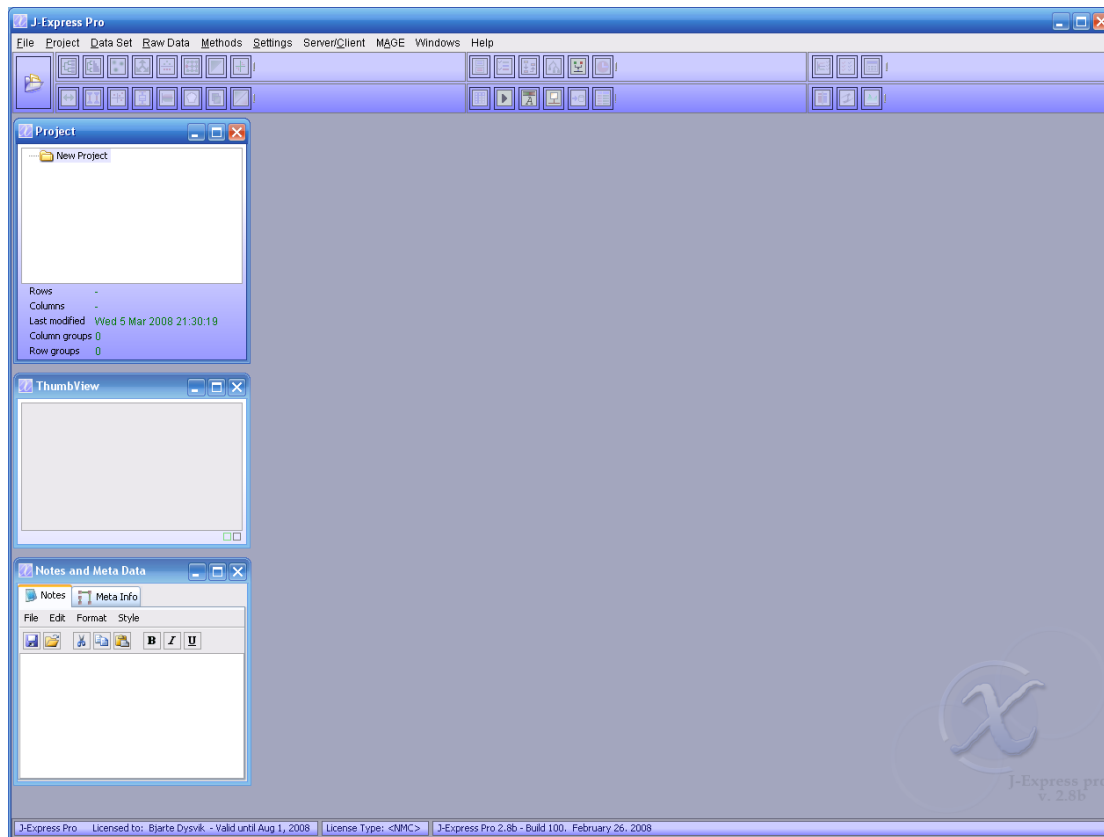 J-Express Pro
File Project Data Set Raw Data Methods Settings Server/Client MAGE Windows Help
Project
New Project
Rows -
Columns -
Last modified Wed 5 Mar 2008 21:30:19
Column groups 0
Row groups 0
ThumbView
Notes and Meta Data
Notes Meta Info
File Edit Format Style
B I U
J-Express pro
v. 2.8b
J-Express Pro Licensed to: Bjarte Dysvik - Valid until Aug 1, 2008 License Type: <NMC> J-Express Pro 2.8b - Build 100. February 26. 2008